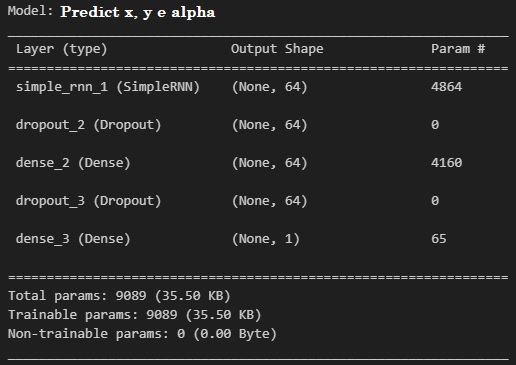 Model: Predict x, y e alpha
Layer (type) Output Shape Param #
simple_rnn_1 (SimpleRNN) (None, 64) 4864
dropout_2 (Dropout) (None, 64) 0
dense_2 (Dense) (None, 64) 4160
dropout_3 (Dropout) (None, 64) 0
dense_3 (Dense) (None, 1) 65
Total params: 9089 (35.50 KB)
Trainable params: 9089 (35.50 KB)
Non-trainable params: 0 (0.00 Byte)